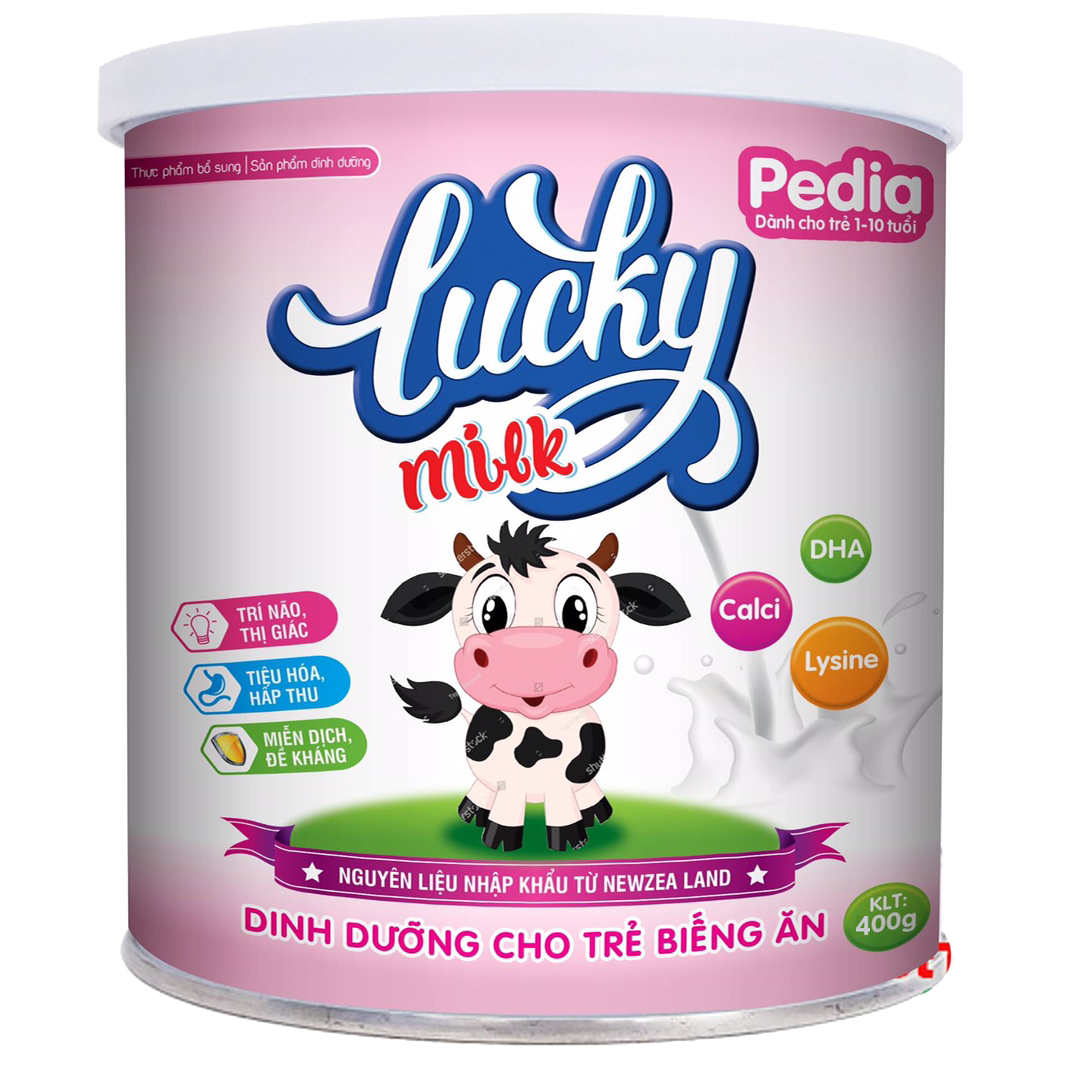 Thực phẩm bổ sung | Sản phẩm dinh dưỡng
Pedia
Dành cho trẻ 1-10 tuổi
Lucky
milk
DHA
Calci
Lysine
TRÍ NÃO,
THỊ GIÁC
TIÊU HÓA,
HẤP THU
MIỄN DỊCH,
ĐỀ KHÁNG
NGUYÊN LIỆU NHẬP KHẨU TỪ NEWZEA LAND
DINH DƯỠNG CHO TRẺ BIẾNG ĂN
KLT:
400g